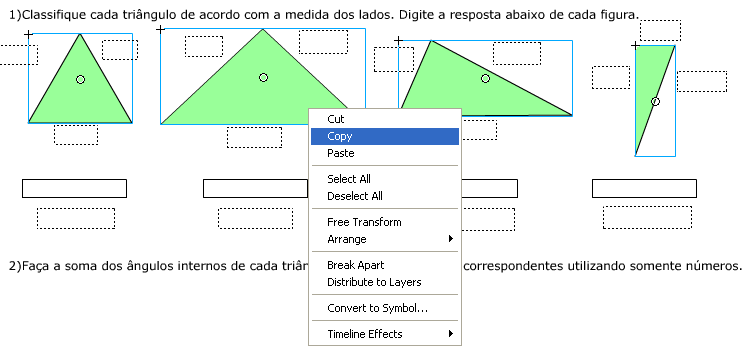 1)Classifique cada triângulo de acordo com a medida dos lados. Digite a resposta abaixo de cada figura.
Cut
Copy
Paste
Select All
Deselect All
Free Transform
Arrange
Break Apart
Distribute to Layers
Convert to Symbol...
Timeline Effects
2)Faça a soma dos ângulos internos de cada correspondentes utilizando somente números.